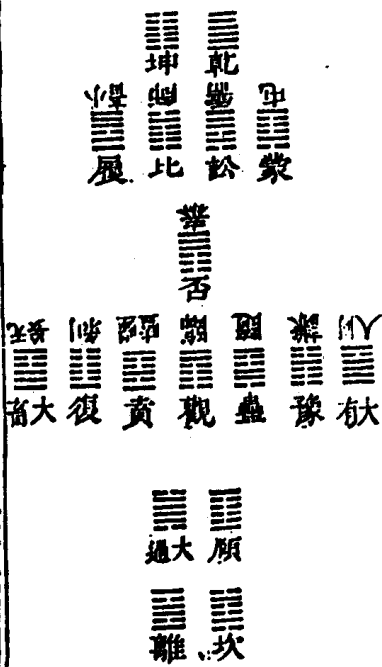 乾 坤
屯 需 師 小畜
蒙 訟 比 履
泰
否
同人 謙 隨 臨 噬嗑 剝 无妄
大有 豫 蠱 觀 賁 復 大畜
頤 大過
坎 離